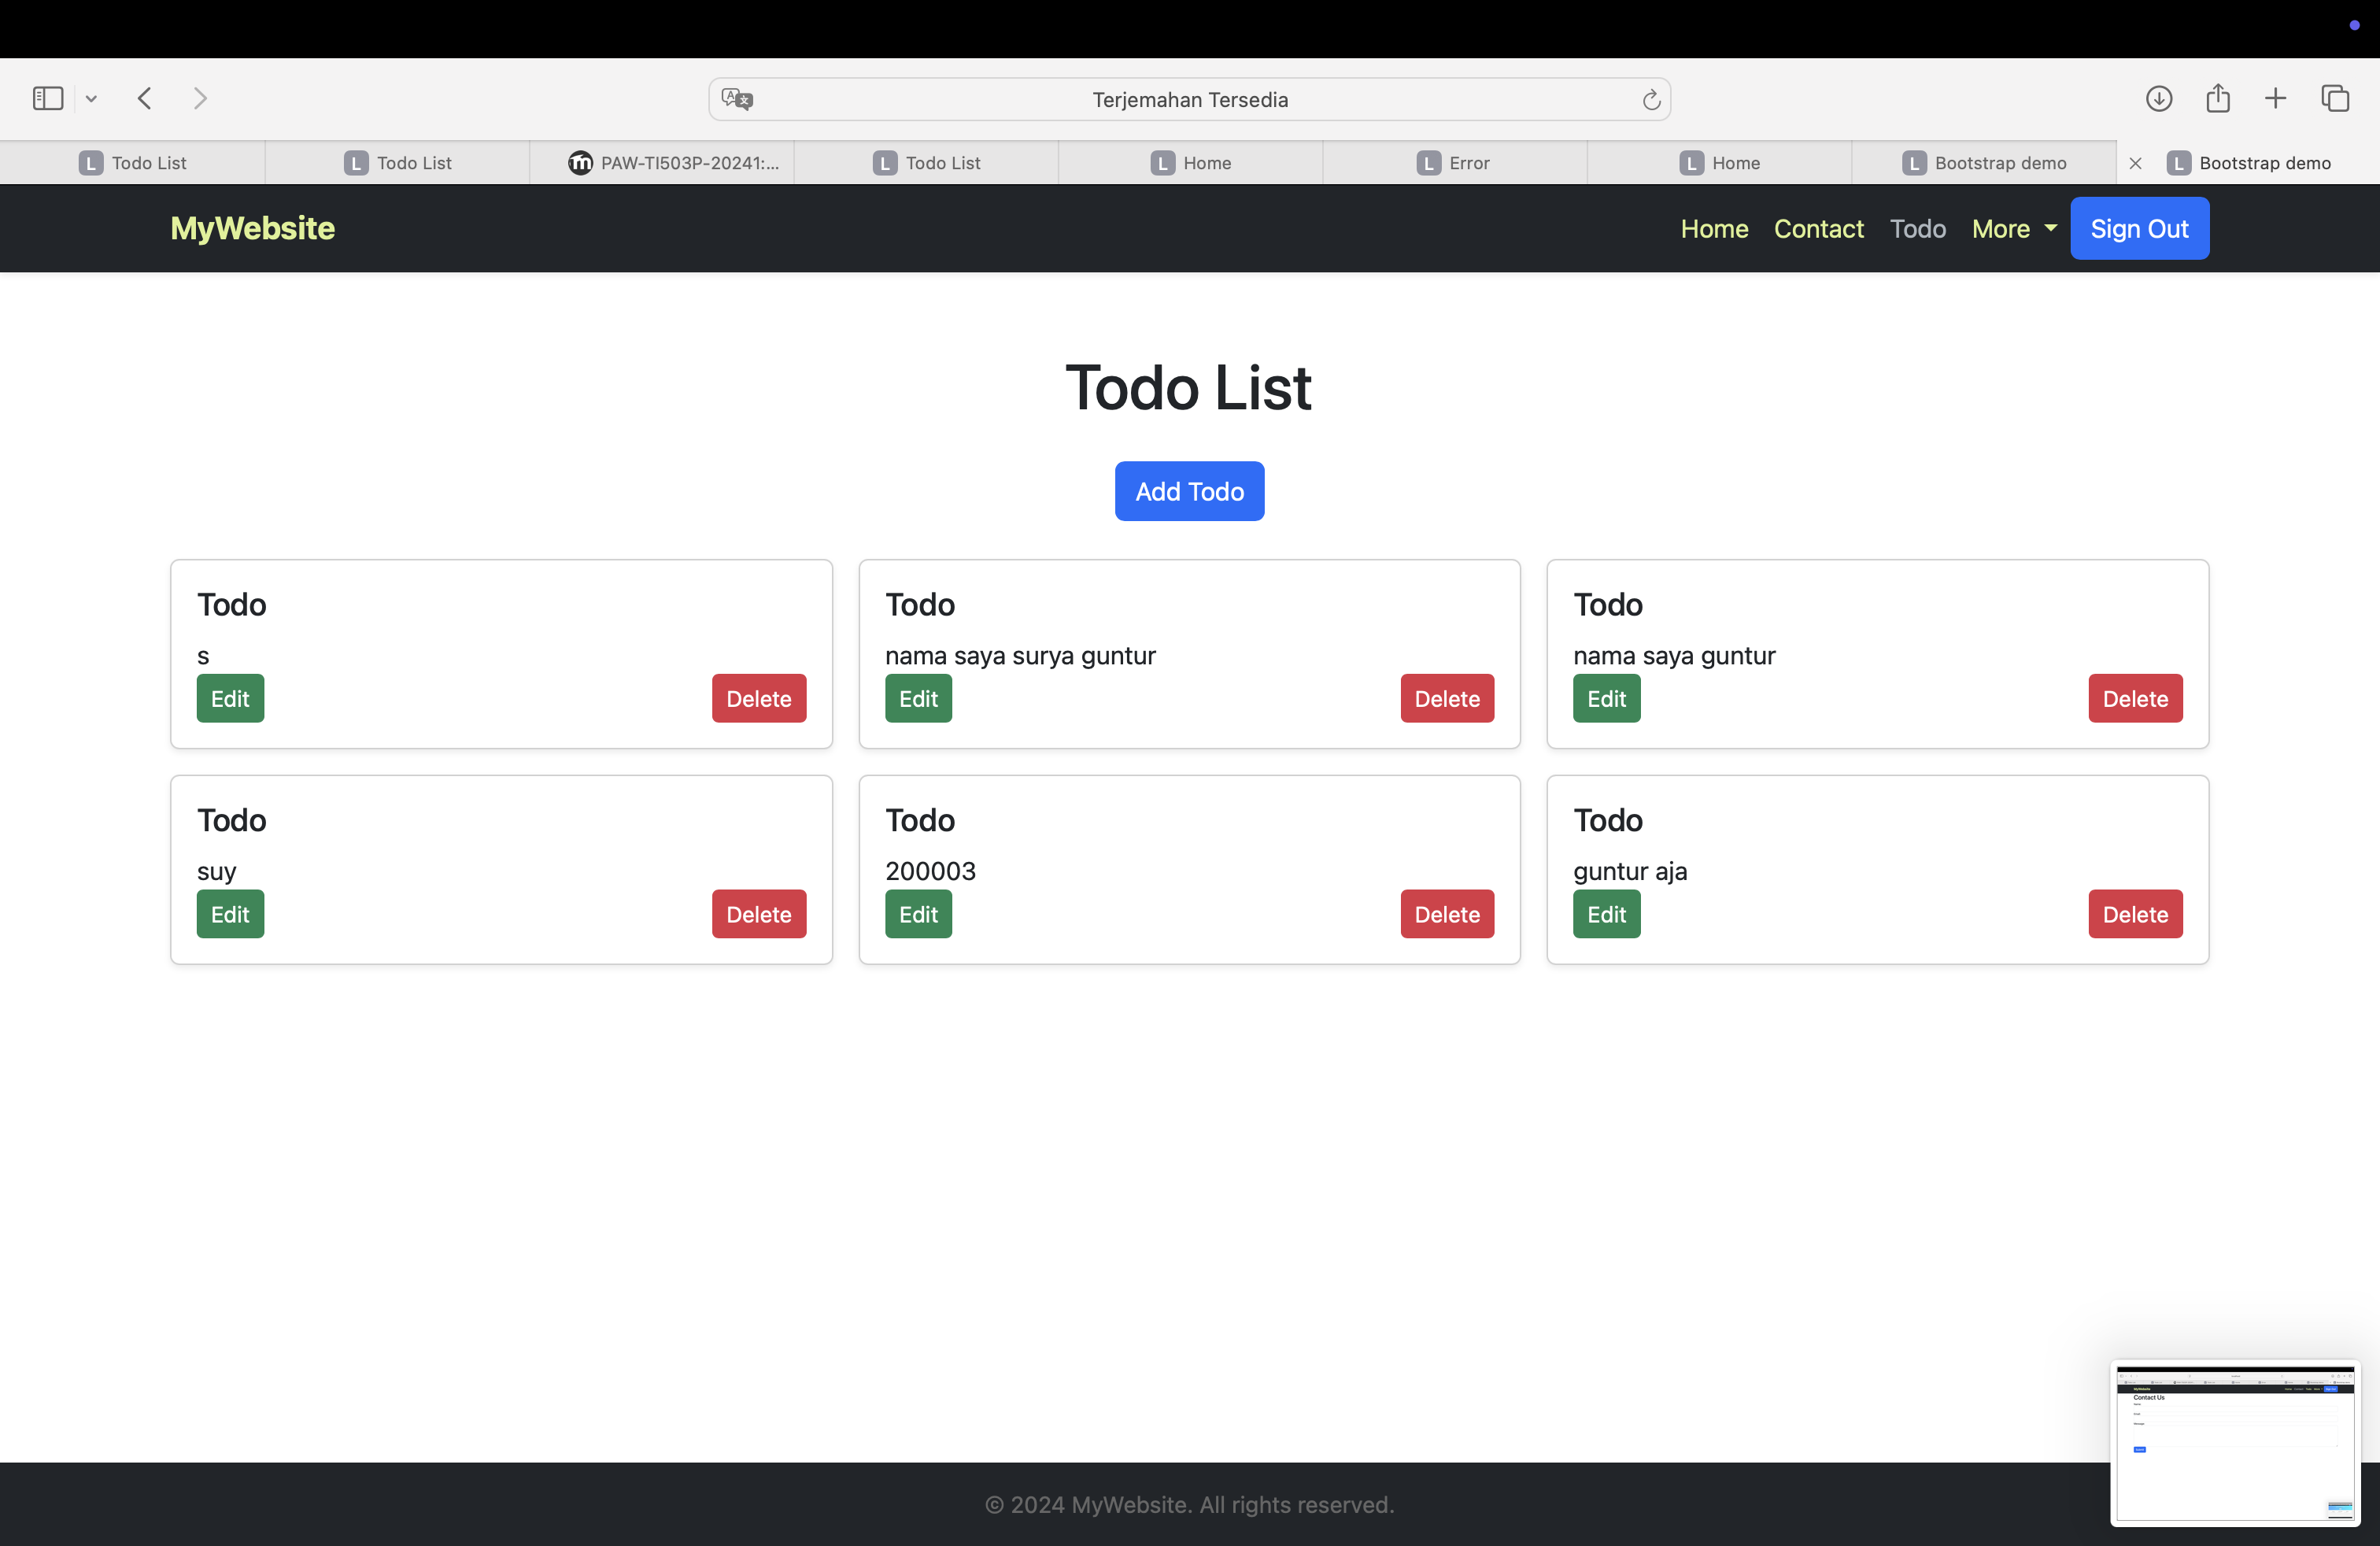 Terjemahan Tersedia
L Todo List
L Todo List
m PAW-TI503P-20241:...
L Todo List
L Home
L Error
L Home
L Bootstrap demo
L Bootstrap demo
MyWebsite
Home Contact Todo More Sign Out
Todo List
Add Todo
Todo
s
Edit Delete
Todo
nama saya surya guntur
Edit Delete
Todo
nama saya guntur
Edit Delete
Todo
suy
Edit Delete
Todo
200003
Edit Delete
Todo
guntur aja
Edit Delete
Contact Us
© 2024 MyWebsite. All rights reserved.